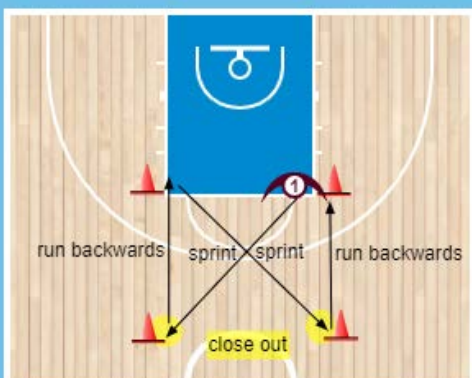 1
run backwards
sprint
sprint
run backwards
close out